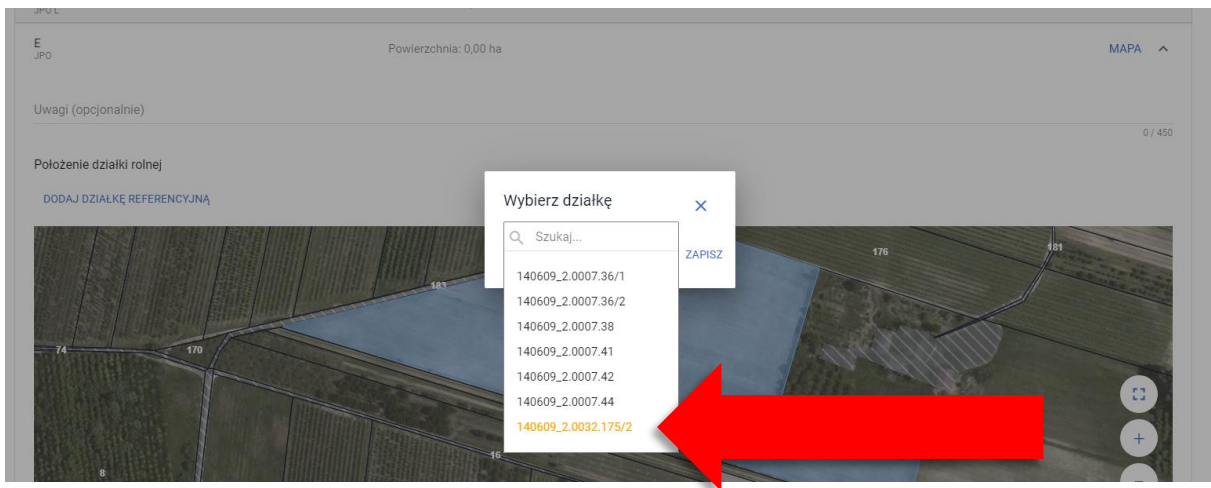 JPO L
E
JPO
Powierzchnia: 0,00 ha
MAPA
Uwagi (opcjonalnie)
0 / 450
Położenie działki rolnej
DODAJ DZIAŁKĘ REFERENCYJNĄ
Wybierz działkę
Szukaj...
ZAPISZ
140609_2.0007.36/1
140609_2.0007.36/2
140609_2.0007.38
140609_2.0007.41
140609_2.0007.42
140609_2.0007.44
140609_2.0032.175/2
176
181
183
74
170
16
8